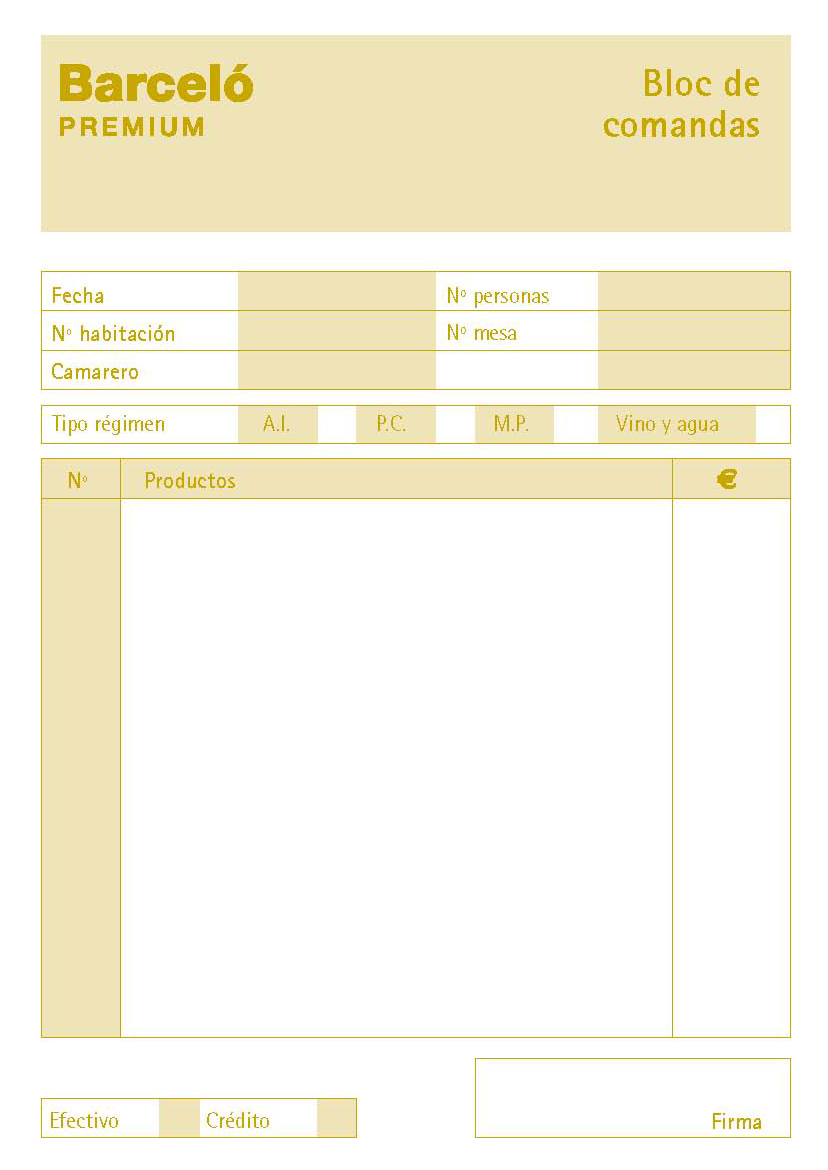 Barceló
PREMIUM
Bloc de
comandas
Fecha
Nº personas
Nº habitación
Nº mesa
Camarero
Tipo régimen A.I. P.C. M.P. Vino y agua
Nº Productos €
Efectivo Crédito
Firma